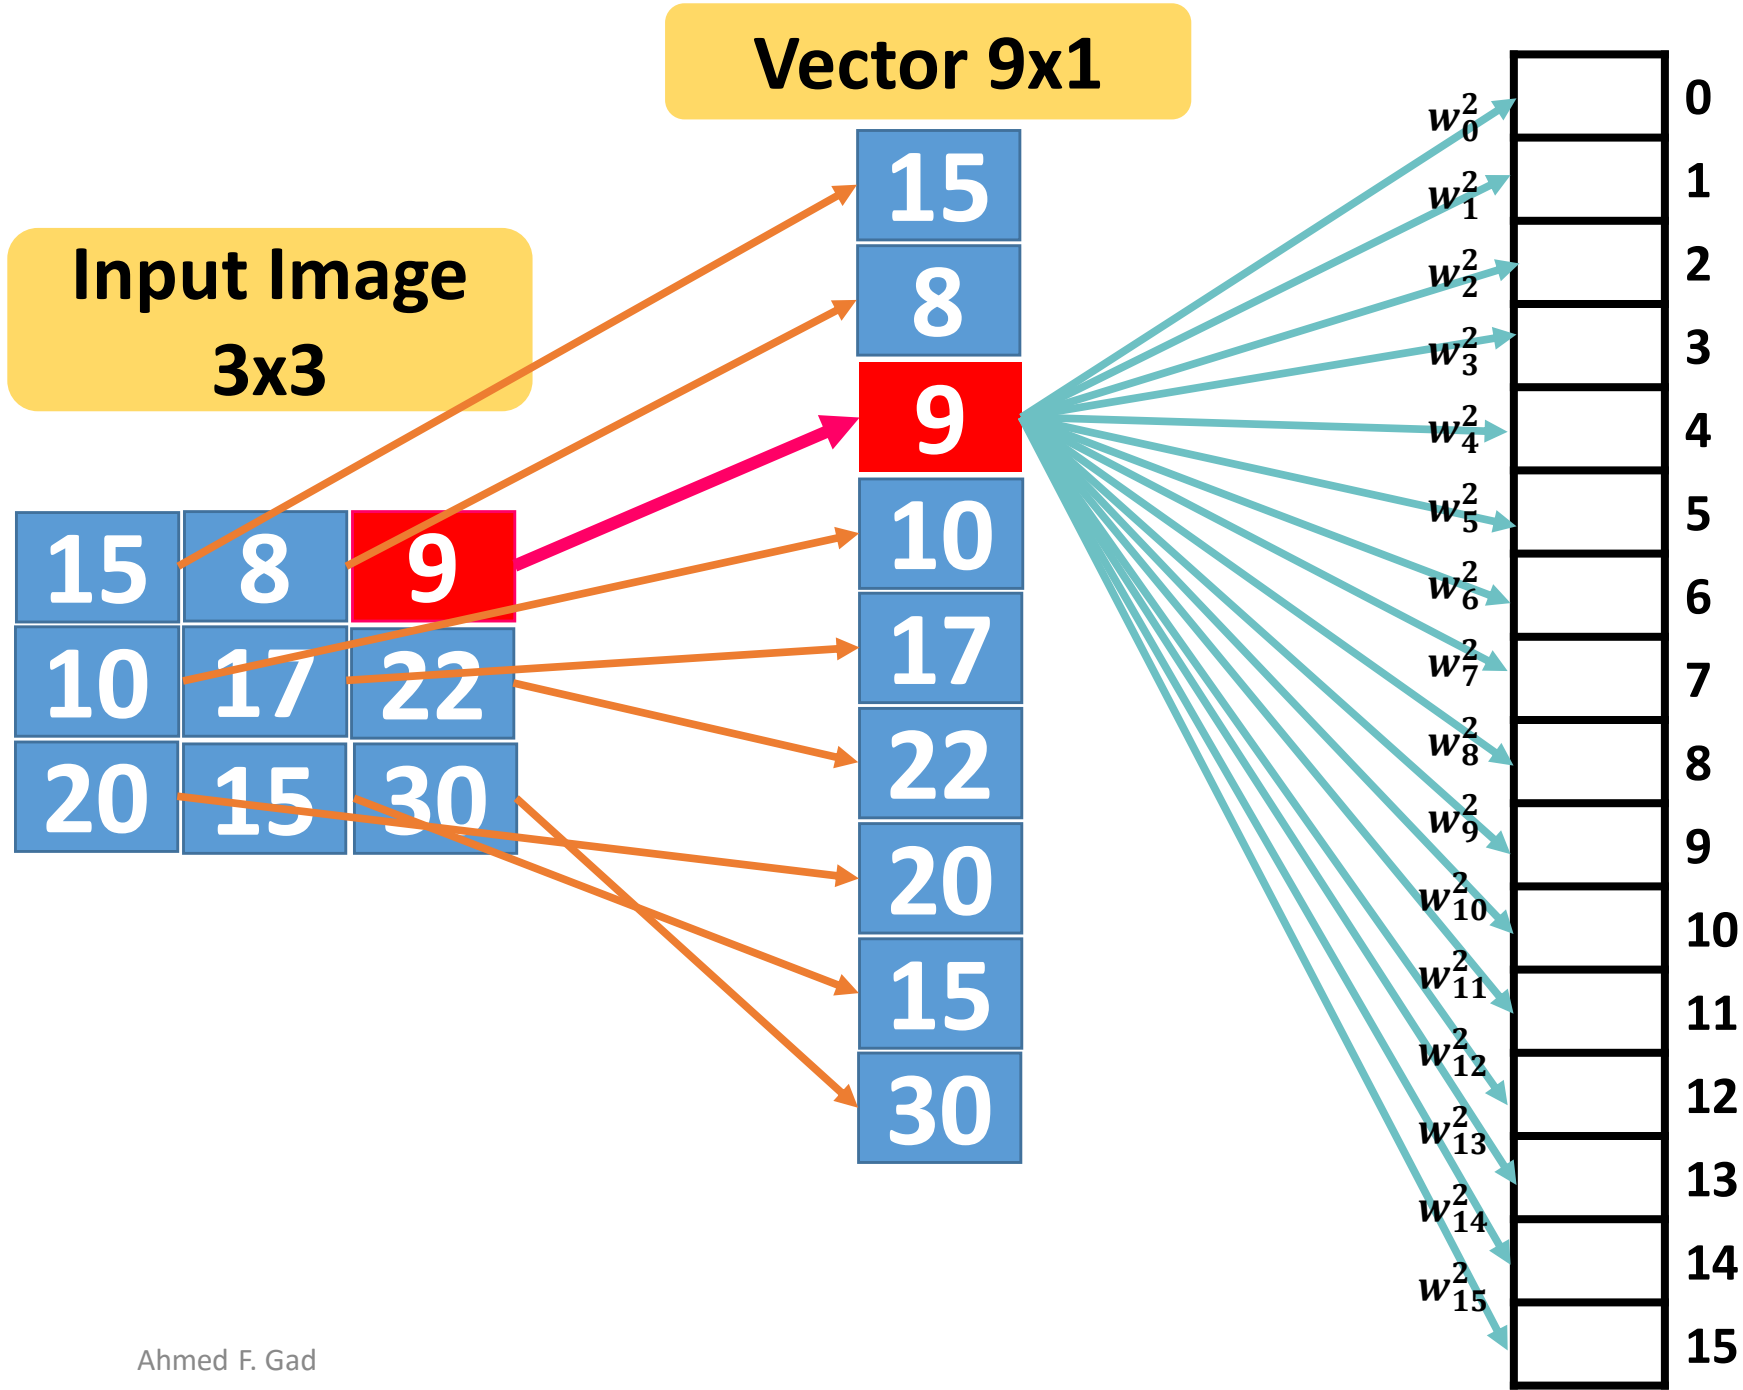 Vector 9x1
Input Image
3x3
15 8 9
10 17 22
20 15 30
15
8
9
10
17
22
20
15
30
w₀² 0
w₁² 1
w₂² 2
w₃² 3
w₄² 4
w₅² 5
w₆² 6
w₇² 7
w₈² 8
w₉² 9
w₁₀² 10
w₁₁² 11
w₁₂² 12
w₁₃² 13
w₁₄² 14
w₁₅² 15
Ahmed F. Gad